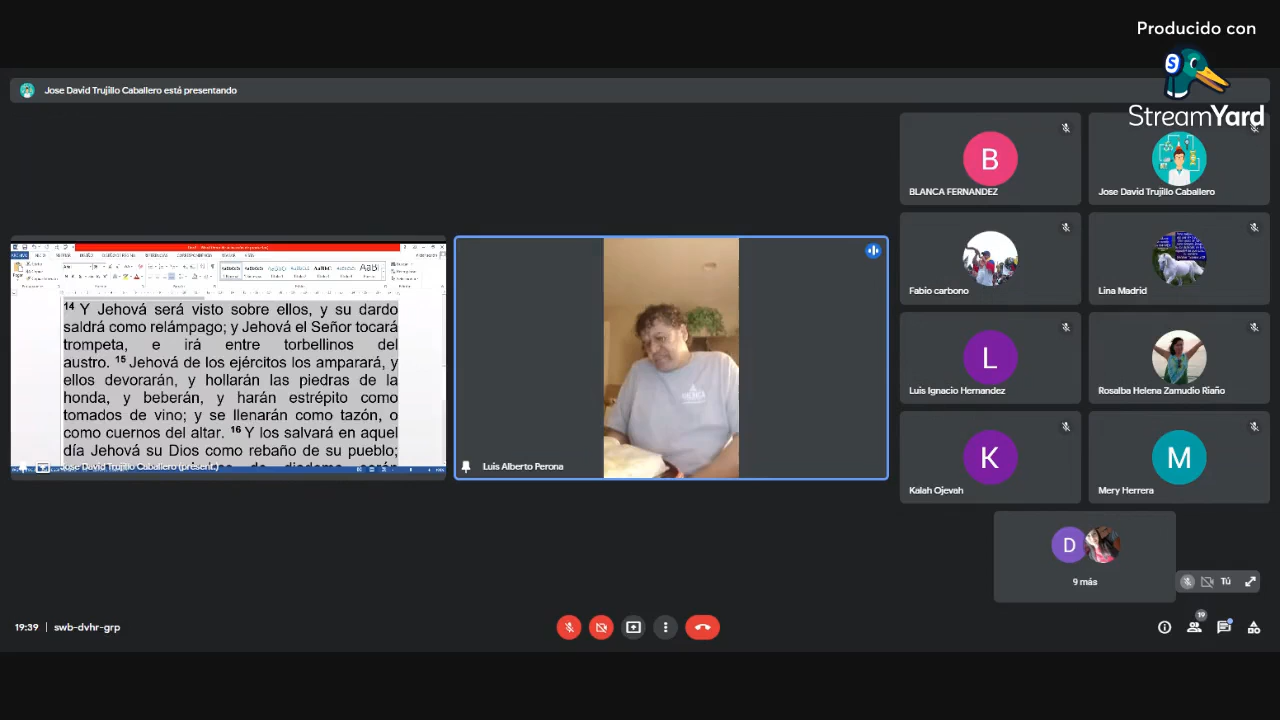 Producido con
StreamYard
Jose David Trujillo Caballero está presentando
14 Y Jehová será visto sobre ellos, y su dardo
saldrá como relámpago; y Jehová el Señor tocará
trompeta, e irá entre torbellinos del
austro. 15 Jehová de los ejércitos los amparará, y
ellos devorarán, y hollarán las piedras de la
honda, y beberán, y harán estrépito como
tomados de vino; y se llenarán como tazón, o
como cuernos del altar. 16 Y los salvará en aquel
día Jehová su Dios como rebaño de su pueblo;
Jose David Trujillo Caballero (present.)
Luis Alberto Perona
B
BLANCA FERNANDEZ
Jose David Trujillo Caballero
Fabio carbono
Lina Madrid
L
Luis Ignacio Hernandez
Rosalba Helena Zamudio Riaño
K
Kalah Ojevah
M
Mery Herrera
D
9 más
Tú
19:39 swb-dvhr-grp
19